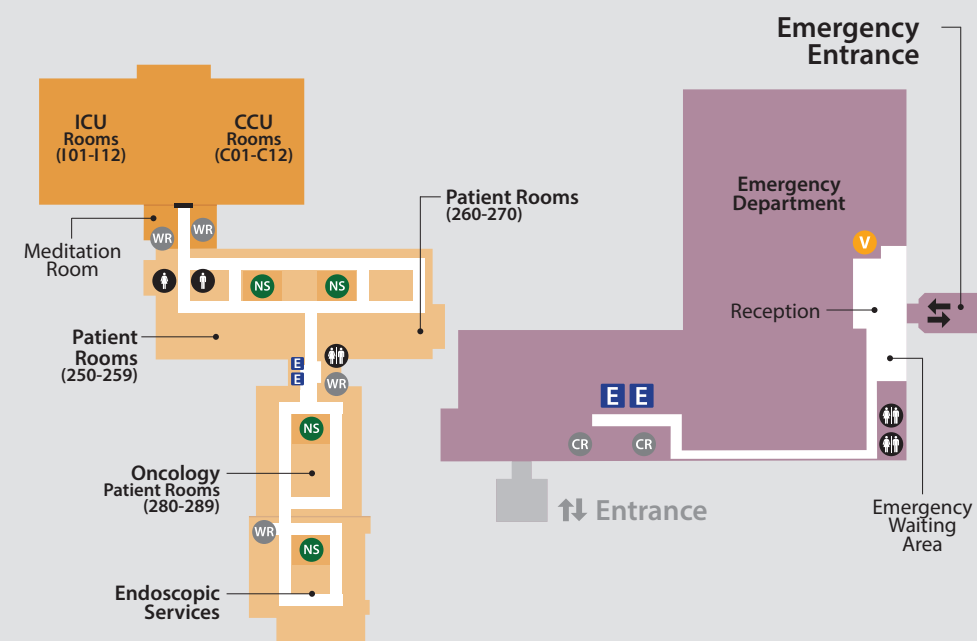 Emergency
Entrance
ICU
Rooms
(I01-I12)
CCU
Rooms
(C01-C12)
Emergency
Department
Patient Rooms
(260-270)
WR
WR
V
Meditation
Room
NS
NS
Reception
Patient
Rooms
(250-259)
E
E
WR
E
E
NS
CR
CR
Oncology
Patient Rooms
(280-289)
Entrance
Emergency
Waiting
Area
WR
NS
Endoscopic
Services